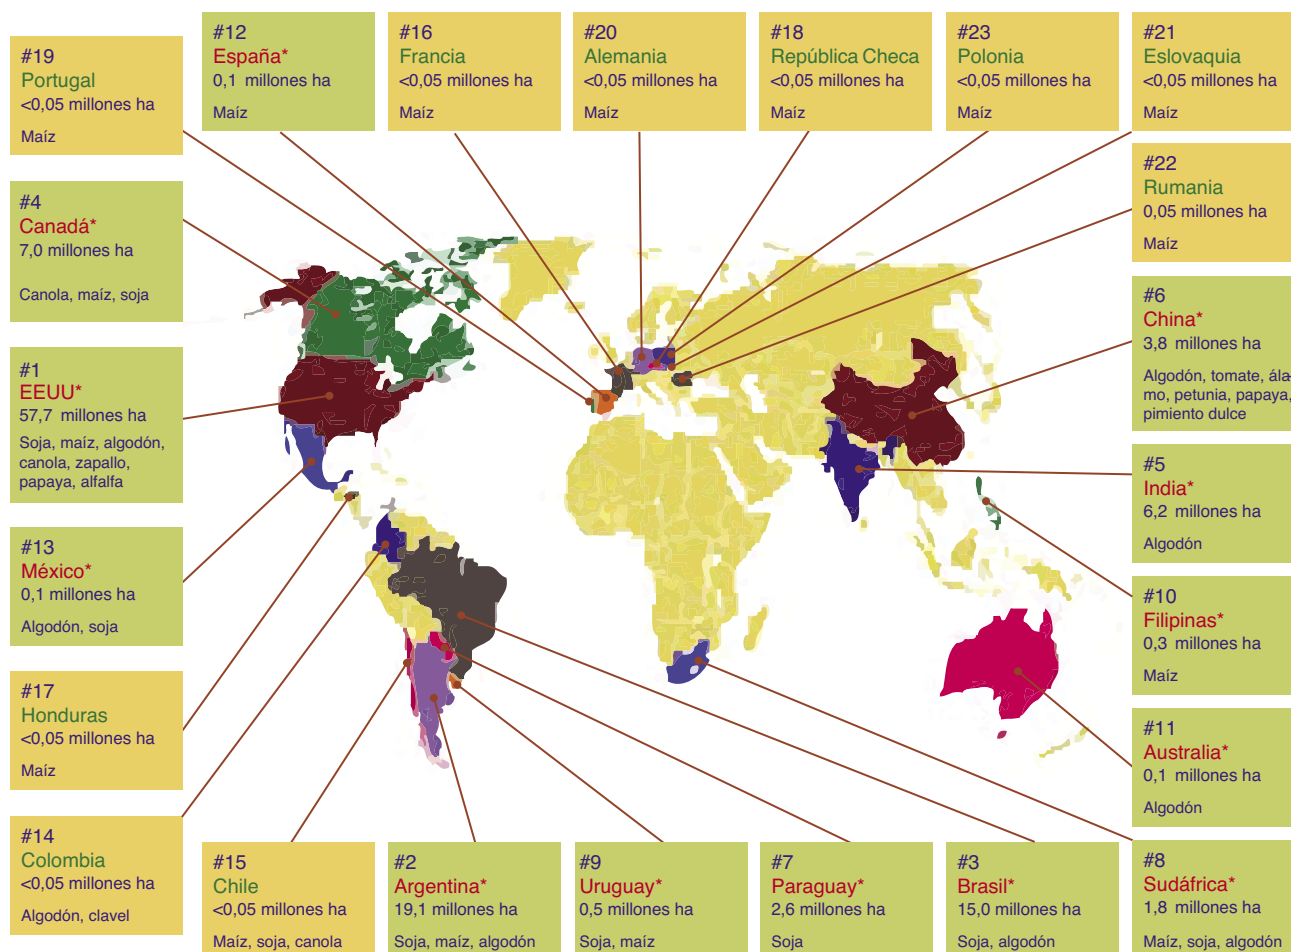 #19
Portugal
<0,05 millones ha
Maíz
#12
España*
0,1 millones ha
Maíz
#16
Francia
<0,05 millones ha
Maíz
#20
Alemania
<0,05 millones ha
Maíz
#18
República Checa
<0,05 millones ha
Maíz
#23
Polonia
<0,05 millones ha
Maíz
#21
Eslovaquia
<0,05 millones ha
Maíz
#4
Canadá*
7,0 millones ha
Canola, maíz, soja
#22
Rumania
0,05 millones ha
Maíz
#1
EEUU*
57,7 millones ha
Soja, maíz, algodón,
canola, zapallo,
papaya, alfalfa
#6
China*
3,8 millones ha
Algodón, tomate, ála-
mo, petunia, papaya,
pimiento dulce
#5
India*
6,2 millones ha
Algodón
#13
México*
0,1 millones ha
Algodón, soja
#10
Filipinas*
0,3 millones ha
Maíz
#17
Honduras
<0,05 millones ha
Maíz
#11
Australia*
0,1 millones ha
Algodón
#14
Colombia
<0,05 millones ha
Algodón, clavel
#15
Chile
<0,05 millones ha
Maíz, soja, canola
#2
Argentina*
19,1 millones ha
Soja, maíz, algodón
#9
Uruguay*
0,5 millones ha
Soja, maíz
#7
Paraguay*
2,6 millones ha
Soja
#3
Brasil*
15,0 millones ha
Soja, algodón
#8
Sudáfrica*
1,8 millones ha
Maíz, soja, algodón